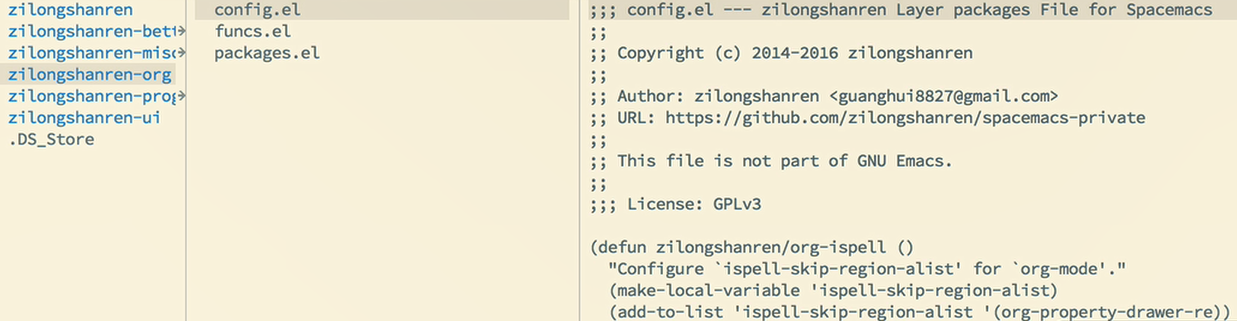 zilongshanren
zilongshanren-bett
zilongshanren-misc
zilongshanren-org
zilongshanren-prog
zilongshanren-ui
.DS_Store
config.el
funcs.el
packages.el
;;; config.el --- zilongshanren Layer packages File for Spacemacs
;;
;; Copyright (c) 2014-2016 zilongshanren
;;
;; Author: zilongshanren <guanghui8827@gmail.com>
;; URL: https://github.com/zilongshanren/spacemacs-private
;;
;; This file is not part of GNU Emacs.
;;
;;; License: GPLv3
(defun zilongshanren/org-ispell ()
"Configure `ispell-skip-region-alist' for `org-mode'."
(make-local-variable 'ispell-skip-region-alist)
(add-to-list 'ispell-skip-region-alist '(org-property-drawer-re))